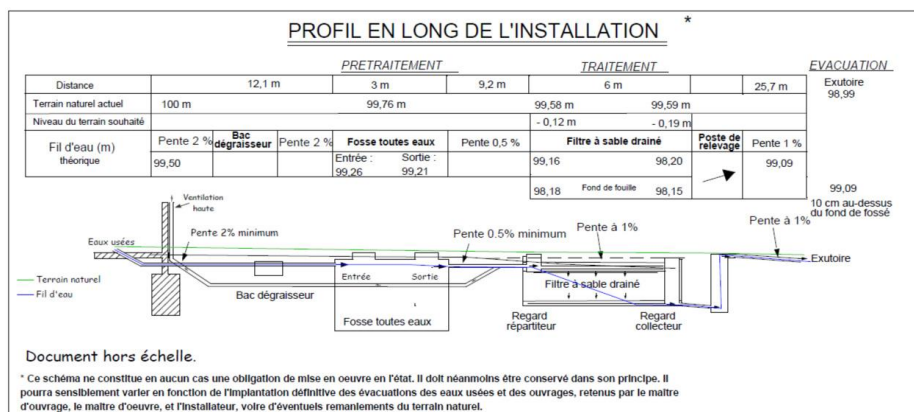 PROFIL EN LONG DE L'INSTALLATION *
PRETRAITEMENT TRAITEMENT EVACUATION
Distance 12,1 m 3 m 9,2 m 6 m 25,7 m Exutoire
98,99
Terrain naturel actuel 100 m 99,76 m 99,58 m 99,59 m
Niveau du terrain souhaité - 0,12 m - 0,19 m
Fil d'eau (m)
théorique
Pente 2 % Bac
dégraisseur
Pente 2 % Fosse toutes eaux Pente 0,5 % Filtre à sable drainé Poste de
relevage
Pente 1 %
99,50 Entrée :
99,26
Sortie :
99,21
99,16 98,20 99,09
98,18 Fond de fouille 98,15 99,09
10 cm au-dessus
du fond de fossé
Ventilation
haute
Eaux usées
Pente 2% minimum
Pente 0.5% minimum
Pente à 1%
Pente à 1%
Exutoire
Terrain naturel
Fil d'eau
Bac dégraisseur
Entrée Sortie
Fosse toutes eaux
Filtre à sable drainé
Regard
répartiteur
Regard
collecteur
Document hors échelle.
* Ce schéma ne constitue en aucun cas une obligation de mise en oeuvre en l'état. Il doit néanmoins être conservé dans son principe. Il
pourra sensiblement varier en fonction de l'implantation définitive des évacuations des eaux usées et des ouvrages, retenus par le maître
d'ouvrage, le maître d'oeuvre, et l'installateur, voire d'éventuels remaniements du terrain naturel.